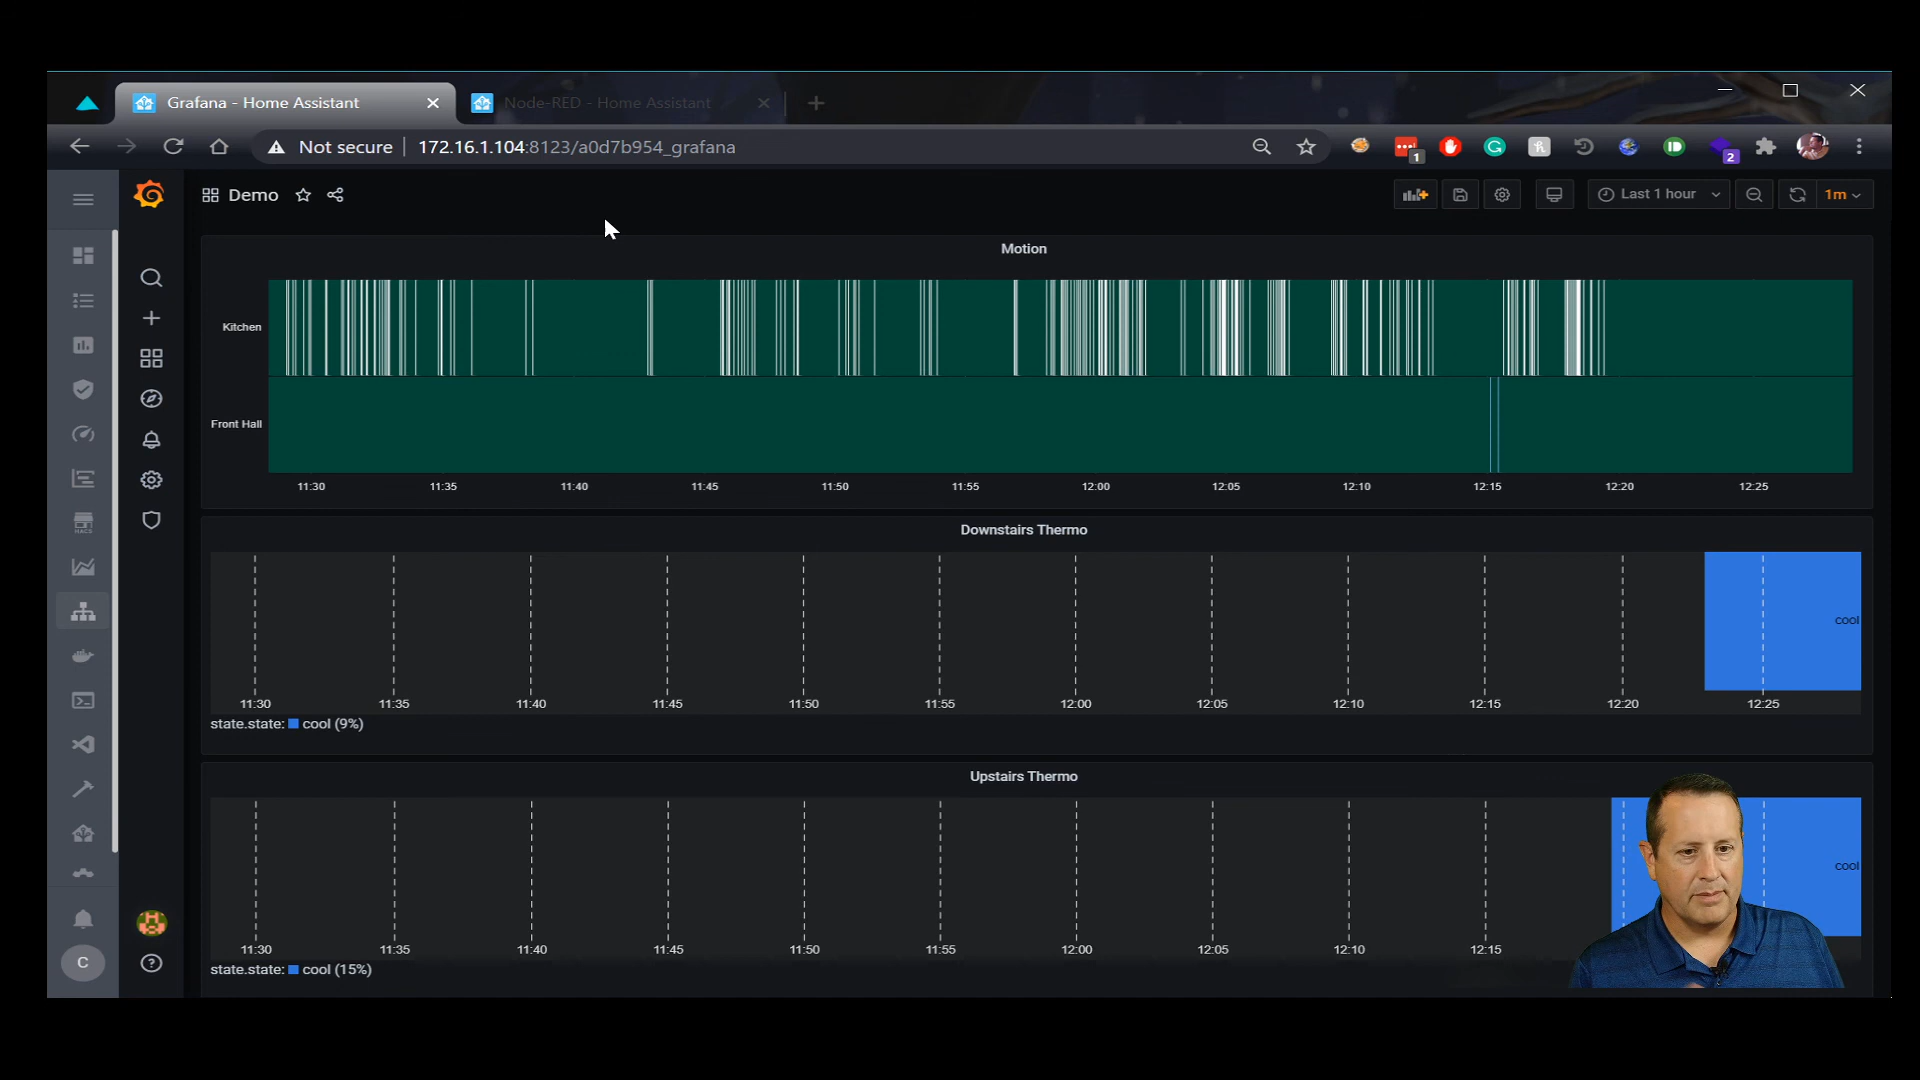 Grafana - Home Assistant
Node-RED - Home Assistant
Not secure
172.16.1.104:8123/a0d7b954_grafana
1
2
Demo
Last 1 hour
1m
Motion
Kitchen
Front Hall
11:30 11:35 11:40 11:45 11:50 11:55 12:00 12:05 12:10 12:15 12:20 12:25
Downstairs Thermo
cool
11:30 11:35 11:40 11:45 11:50 11:55 12:00 12:05 12:10 12:15 12:20 12:25
state.state: cool (9%)
HACS
Upstairs Thermo
cool
11:30 11:35 11:40 11:45 11:50 11:55 12:00 12:05 12:10 12:15
state.state: cool (15%)
C